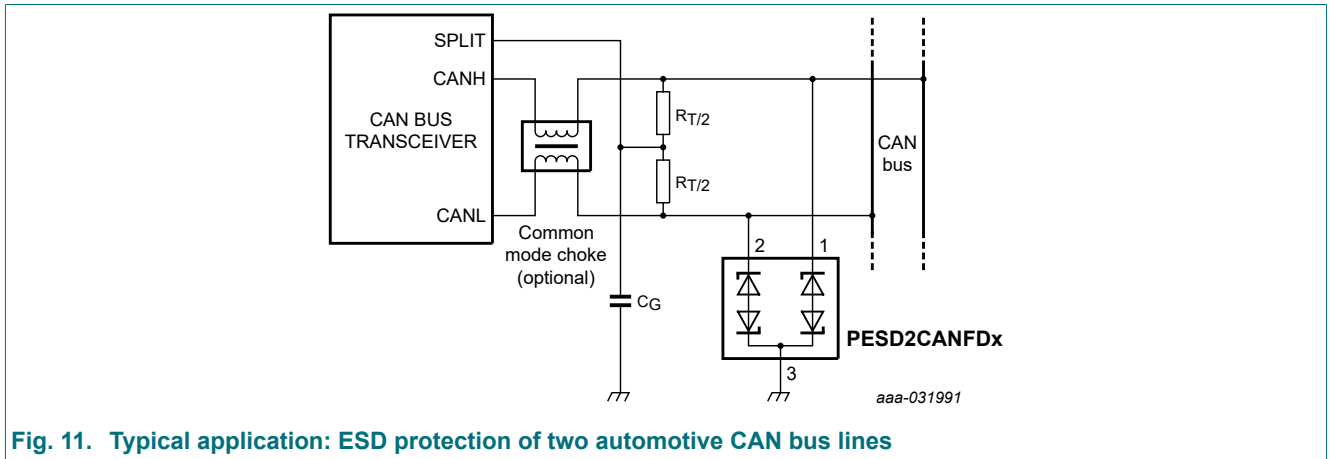 SPLIT
CANH
CAN BUS
TRANSCEIVER
CANL
Common
mode choke
(optional)
RT/2
RT/2
CG
CAN
bus
2
1
PESD2CANFDx
3
aaa-031991
Fig. 11. Typical application: ESD protection of two automotive CAN bus lines